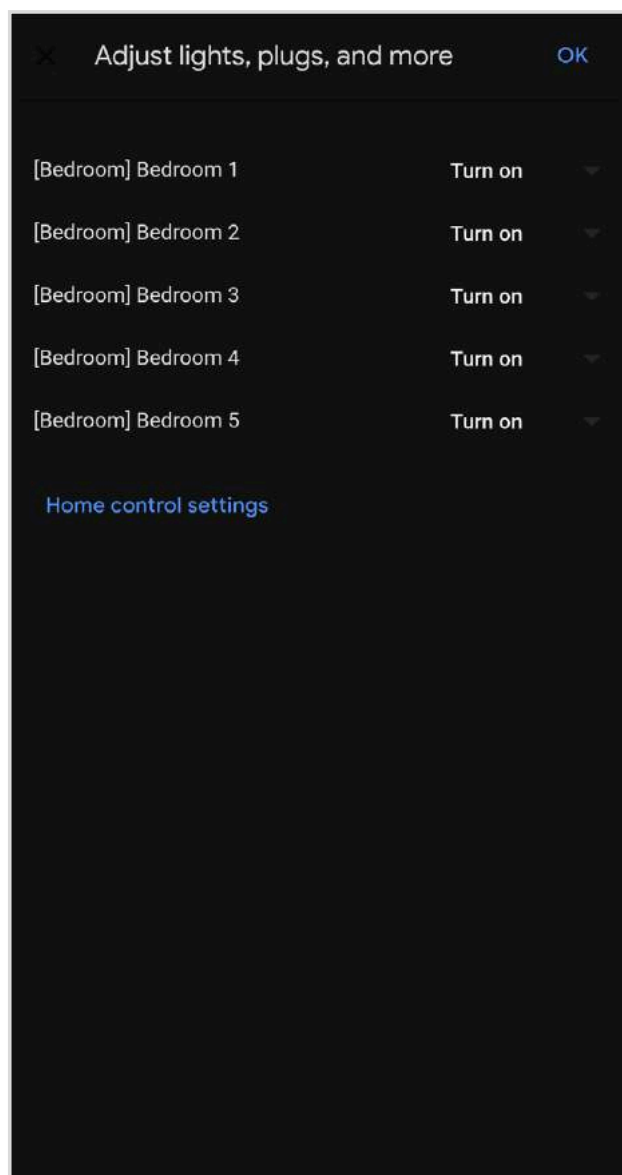 Adjust lights, plugs, and more OK
[Bedroom] Bedroom 1 Turn on
[Bedroom] Bedroom 2 Turn on
[Bedroom] Bedroom 3 Turn on
[Bedroom] Bedroom 4 Turn on
[Bedroom] Bedroom 5 Turn on
Home control settings